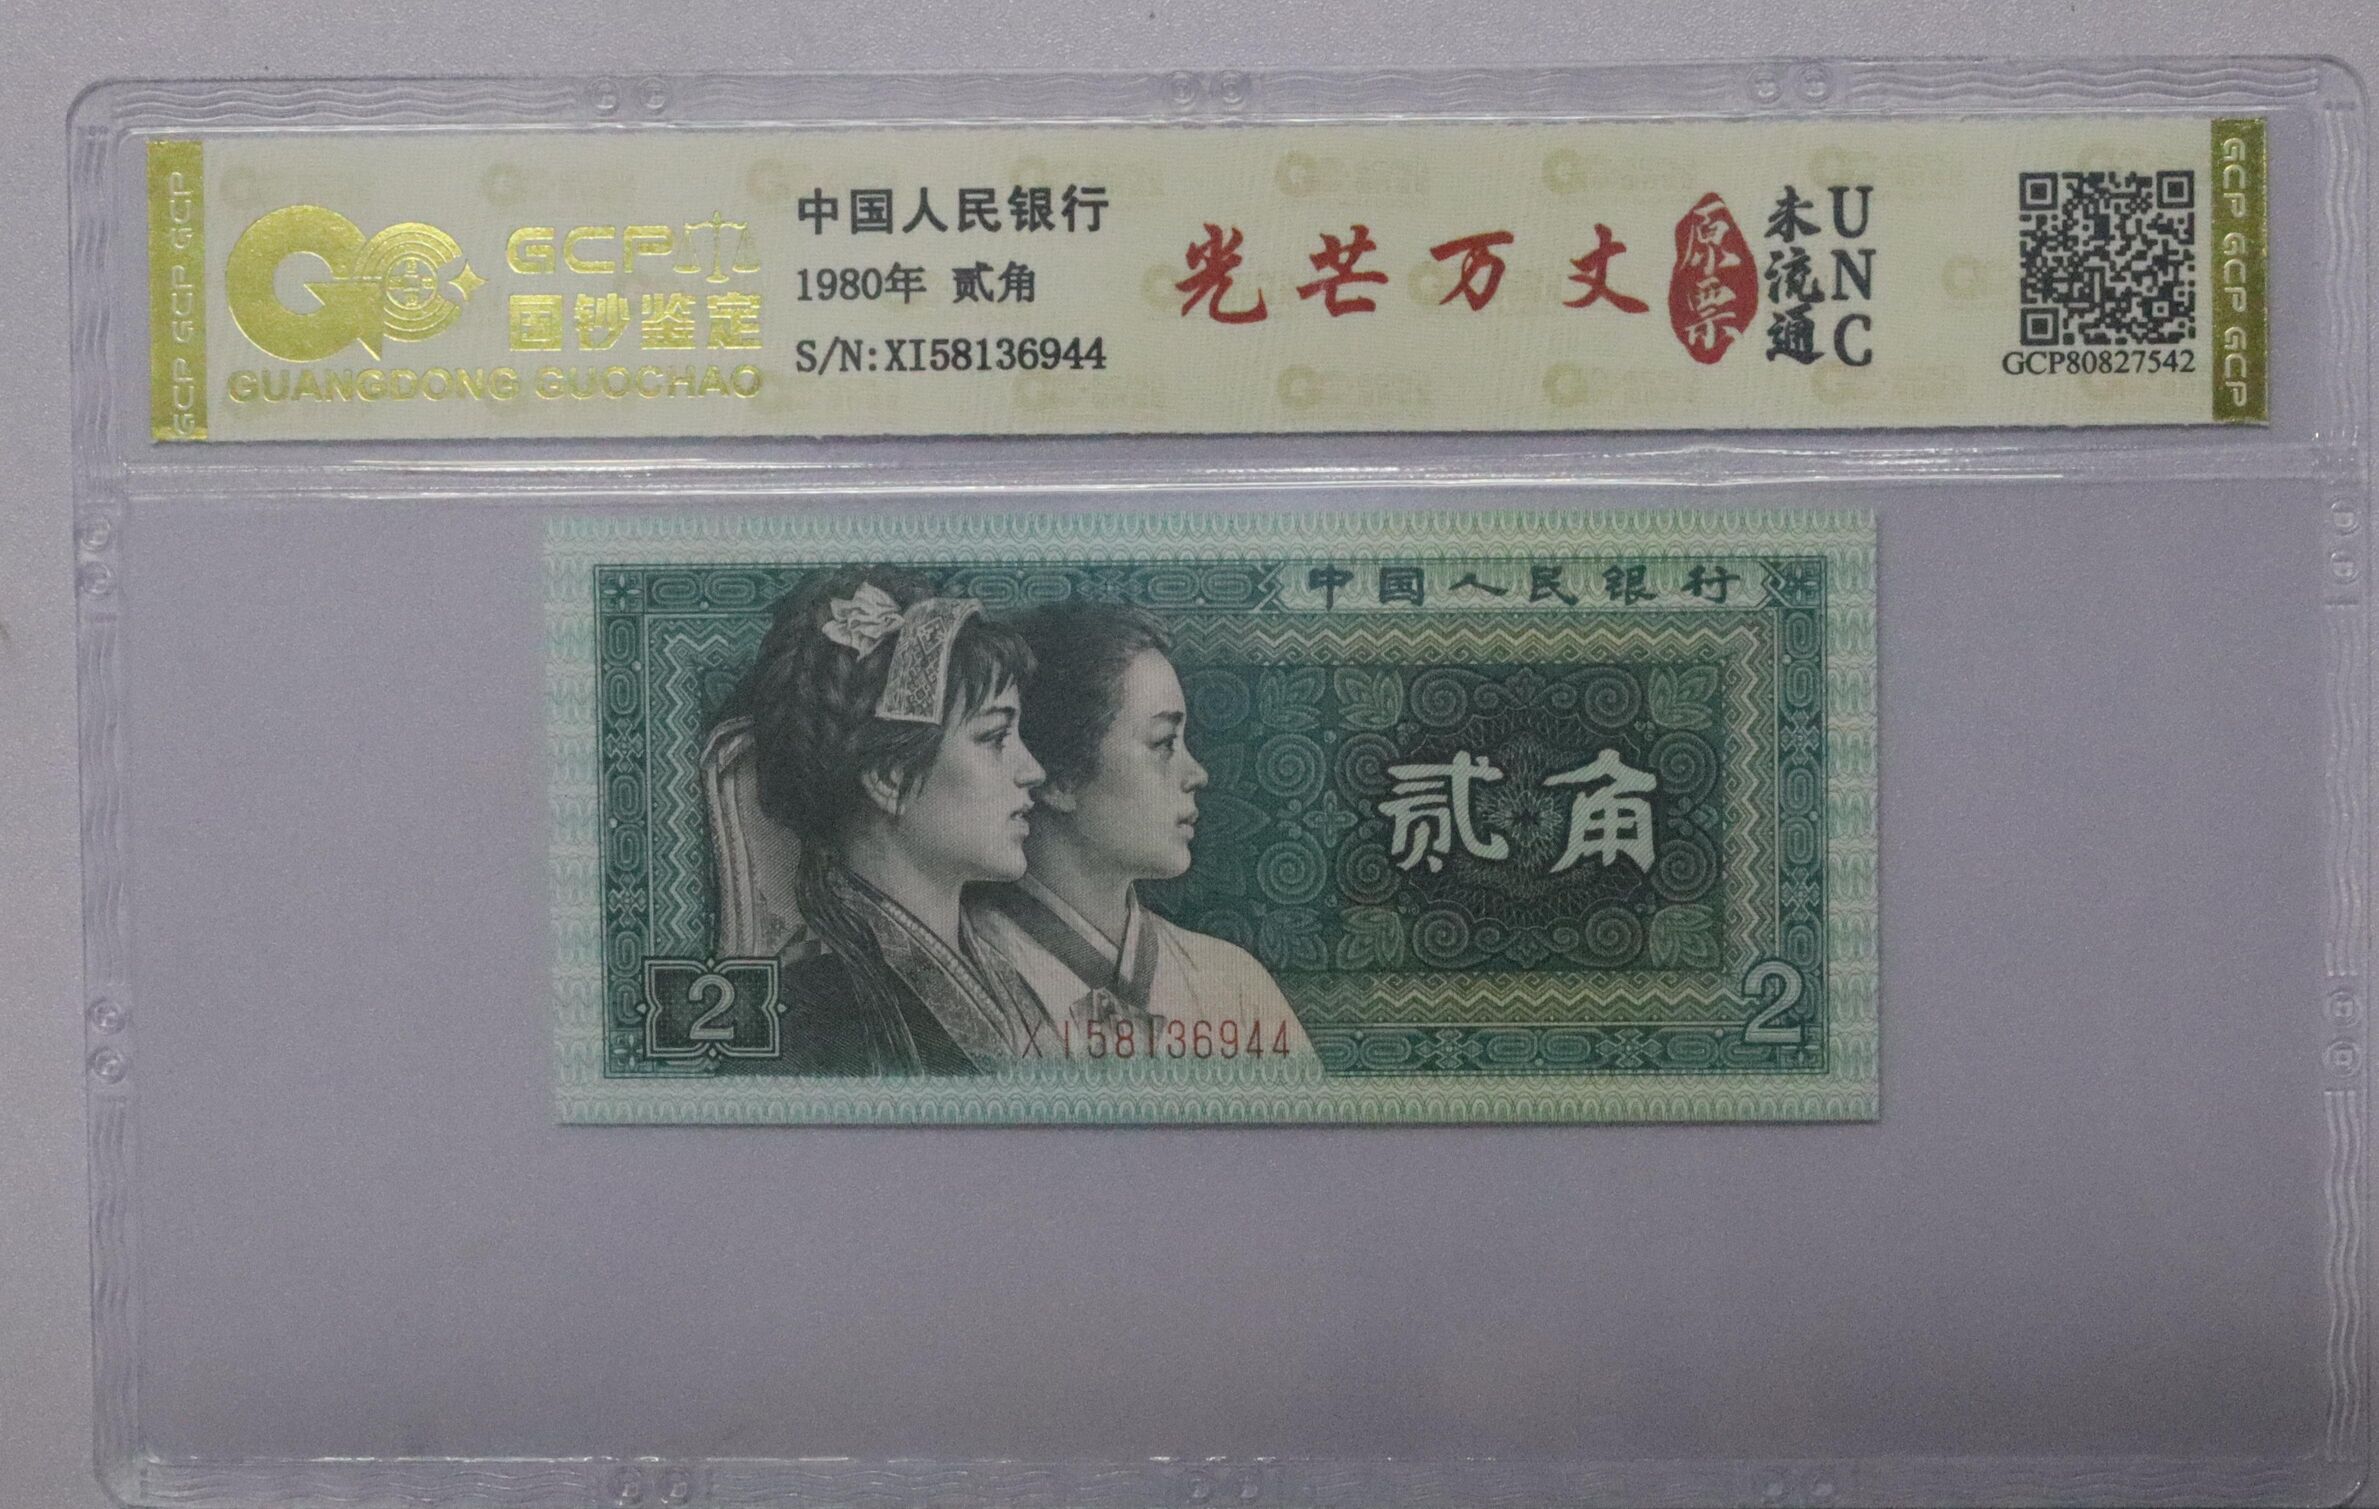 GCP GCP GCP
GCP
国钞鉴定
GUANGDONG GUOCHAO
中国人民银行
1980年 贰角
S/N:XI58136944
光芒万丈
原票
未流通
UNC
GCP80827542
GCP GCP GCP
中国人民银行
贰角
2
XI58136944
2